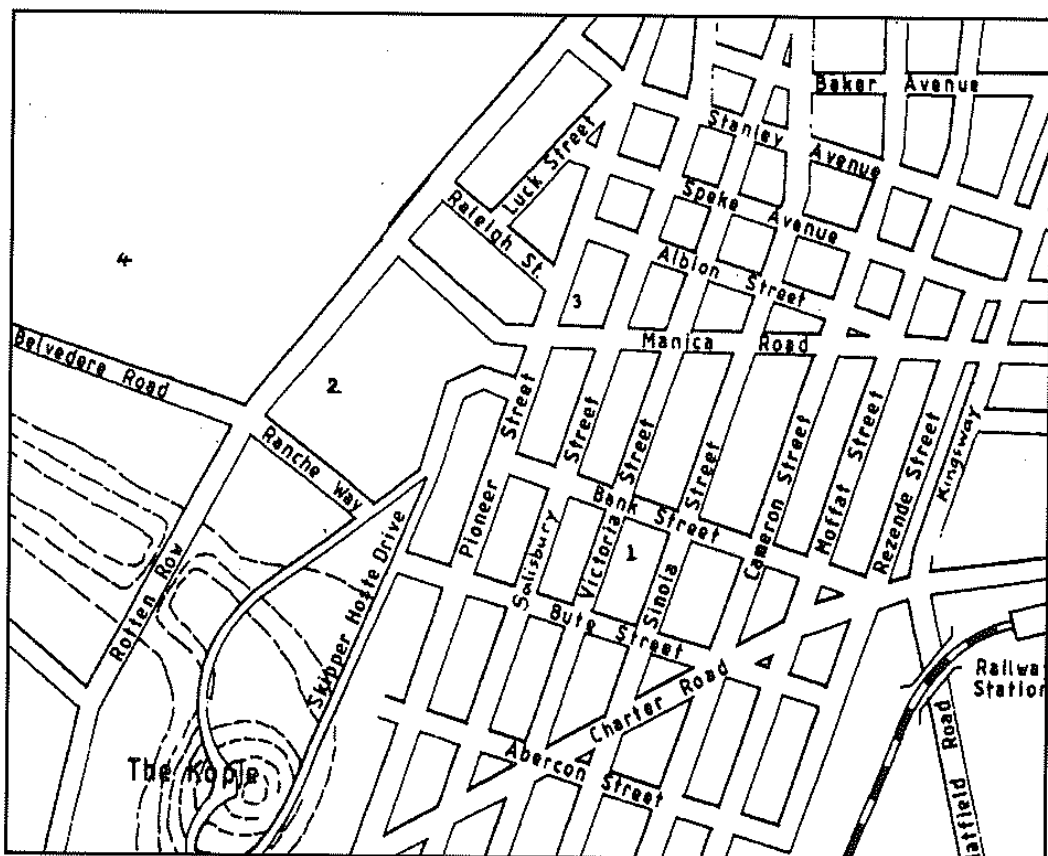 Baker Avenue
Stanley Avenue
Luck Street
Speke Avenue
Raleigh St.
Albion Street
4
3
Manica Road
Belvedere Road
2
Ranche Way
Street
Street
Street
Street
Cameron Street
Moffat Street
Rezende Street
Kingsway
Bank Street
Pioneer
Salisbury
Victoria
1
Sinoia
Rotten Row
Skipper Hoste Drive
Bute Street
Charter Road
Railway
Station
atfield Road
The Kopje
Abercon Street